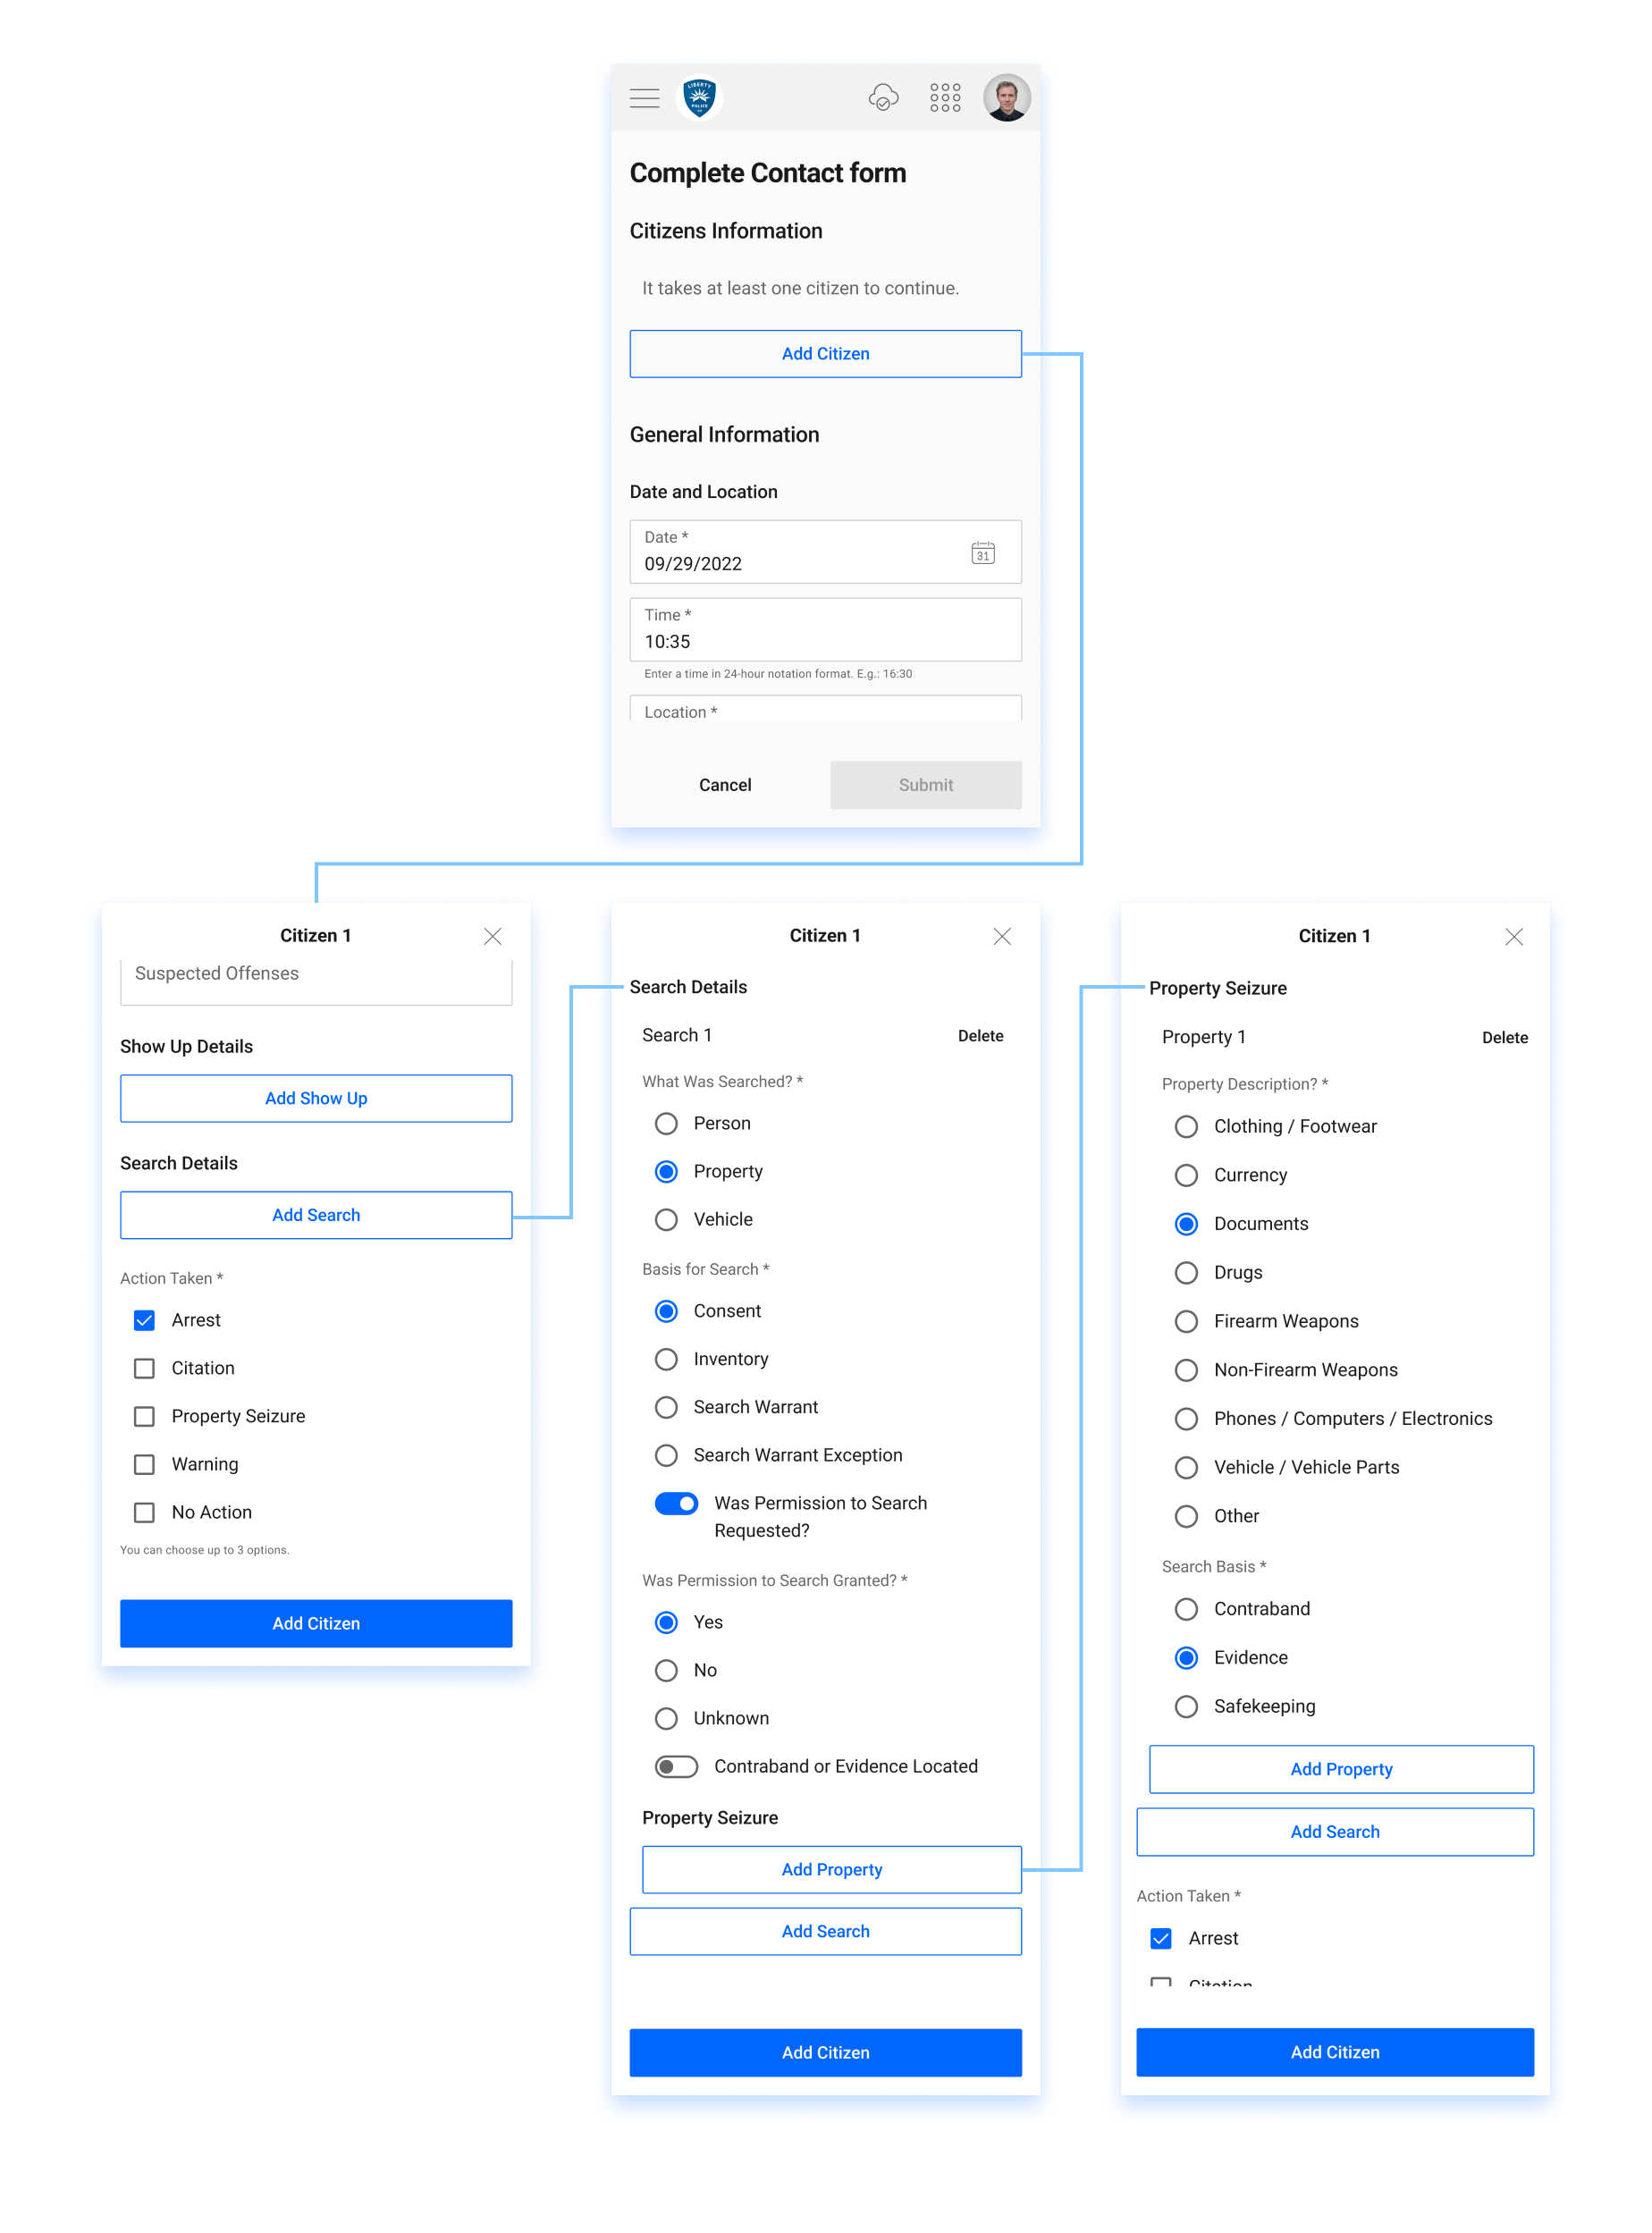 LIBERTY
POLICE
Complete Contact form
Citizens Information
It takes at least one citizen to continue.
Add Citizen
General Information
Date and Location
Date *
09/29/2022
31
Time *
10:35
Enter a time in 24-hour notation format. E.g.: 16:30
Location *
Cancel
Submit
Citizen 1
Suspected Offenses
Show Up Details
Add Show Up
Search Details
Add Search
Action Taken *
Arrest
Citation
Property Seizure
Warning
No Action
You can choose up to 3 options.
Add Citizen
Citizen 1
Search Details
Search 1
Delete
What Was Searched? *
Person
Property
Vehicle
Basis for Search *
Consent
Inventory
Search Warrant
Search Warrant Exception
Was Permission to Search
Requested?
Was Permission to Search Granted? *
Yes
No
Unknown
Contraband or Evidence Located
Property Seizure
Add Property
Add Search
Add Citizen
Citizen 1
Property Seizure
Property 1
Delete
Property Description? *
Clothing / Footwear
Currency
Documents
Drugs
Firearm Weapons
Non-Firearm Weapons
Phones / Computers / Electronics
Vehicle / Vehicle Parts
Other
Search Basis *
Contraband
Evidence
Safekeeping
Add Property
Add Search
Action Taken *
Arrest
Citation
Add Citizen